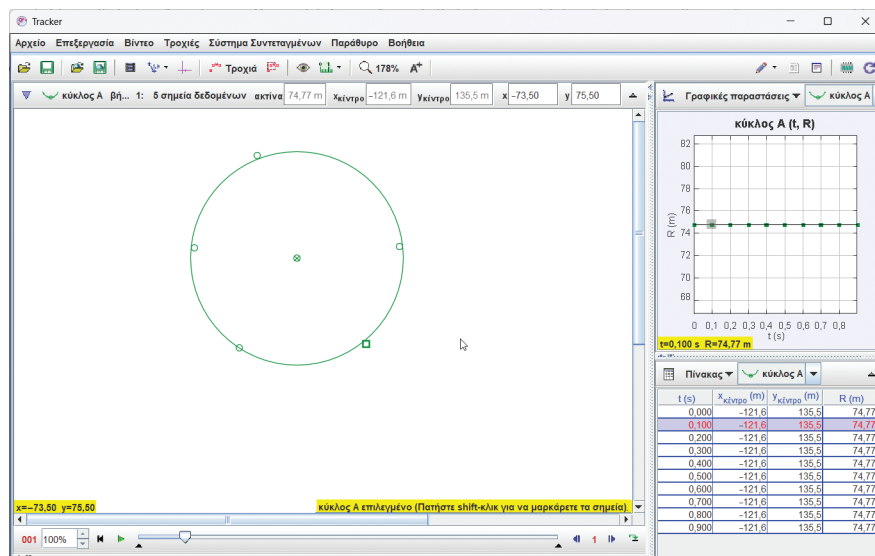 Tracker
Αρχείο Επεξεργασία Βίντεο Τροχιές Σύστημα Συντεταγμένων Παράθυρο Βοήθεια
Τροχιά 178% A+
κύκλος A βή... 1: 5 σημεία δεδομένων ακτίνα 74,77 m xκέντρο −121,6 m yκέντρο 135,5 m x −73,50 y 75,50
Γραφικές παραστάσεις κύκλος A
κύκλος A (t, R)
82
80
78
76
74
72
70
68
R (m)
0 0,1 0,2 0,3 0,4 0,5 0,6 0,7 0,8
t (s)
t=0,100 s R=74,77 m
Πίνακας κύκλος A
t (s) xκέντρο (m) yκέντρο (m) R (m)
0,000 −121,6 135,5 74,77
0,100 −121,6 135,5 74,77
0,200 −121,6 135,5 74,77
0,300 −121,6 135,5 74,77
0,400 −121,6 135,5 74,77
0,500 −121,6 135,5 74,77
0,600 −121,6 135,5 74,77
0,700 −121,6 135,5 74,77
0,800 −121,6 135,5 74,77
0,900 −121,6 135,5 74,77
x=−73,50 y=75,50
κύκλος A επιλεγμένο (Πατήστε shift-κλικ για να μαρκάρετε τα σημεία).
001 100% 1